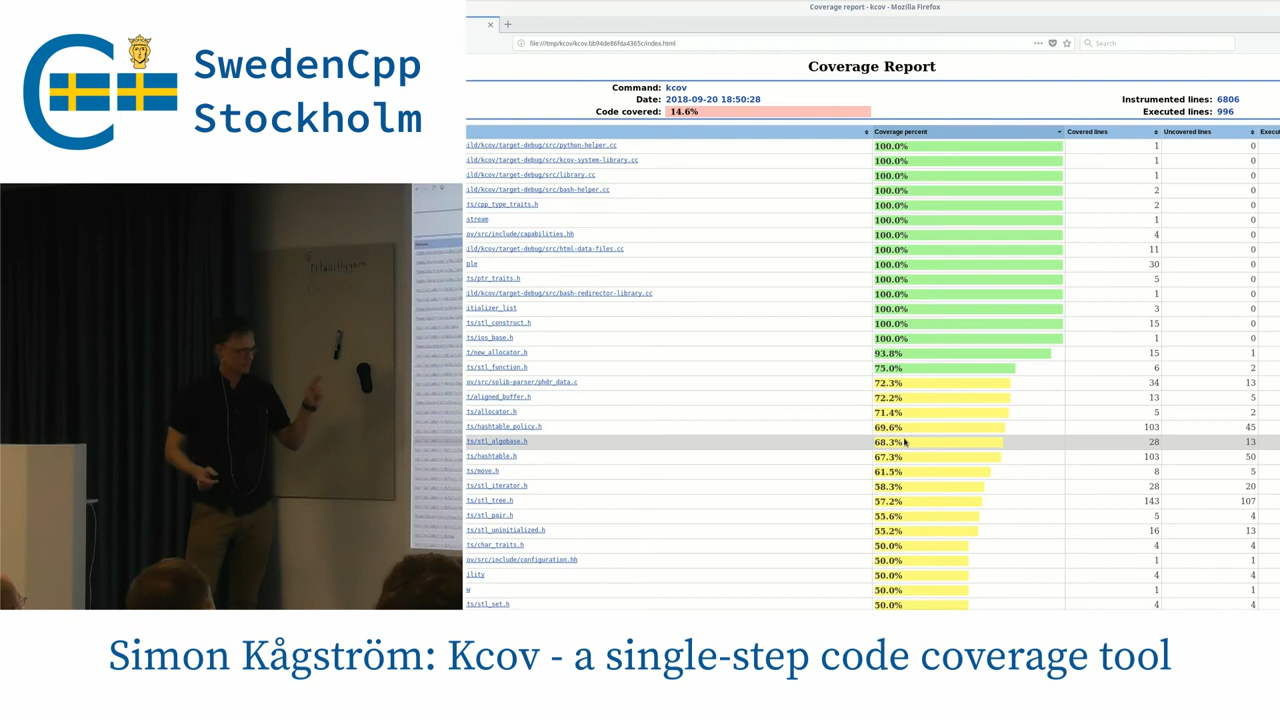 SwedenCpp
Stockholm
Coverage report - kcov - Mozilla Firefox
file:///tmp/kcov/kcov.bb94de86fda4365c/index.html
Search
Coverage Report
Command: kcov
Date: 2018-09-20 18:50:28 Instrumented lines: 6806
Code covered: 14.6% Executed lines: 996
Coverage percent Covered lines Uncovered lines Execu
ild/kcov/target-debug/src/python-helper.cc 100.0% 1 0
ild/kcov/target-debug/src/kcov-system-library.cc 100.0% 1 0
ild/kcov/target-debug/src/library.cc 100.0% 1 0
ild/kcov/target-debug/src/bash-helper.cc 100.0% 2 0
ts/cpp_type_traits.h 100.0% 2 0
stream 100.0% 1 0
ov/src/include/capabilities.hh 100.0% 4 0
ild/kcov/target-debug/src/html-data-files.cc 100.0% 11 0
ple 100.0% 30 0
ts/ptr_traits.h 100.0% 5 0
ild/kcov/target-debug/src/bash-redirector-library.cc 100.0% 1 0
itializer_list 100.0% 3 0
ts/stl_construct.h 100.0% 15 0
ts/ios_base.h 100.0% 1 0
t/new_allocator.h 93.8% 15 1
ts/stl_function.h 75.0% 6 2
ov/src/solib-parser/phdr_data.c 72.3% 34 13
t/aligned_buffer.h 72.2% 13 5
ts/allocator.h 71.4% 5 2
ts/hashtable_policy.h 69.6% 103 45
ts/stl_algobase.h 68.3% 28 13
ts/hashtable.h 67.3% 103 50
ts/move.h 61.5% 8 5
ts/stl_iterator.h 58.3% 28 20
ts/stl_tree.h 57.2% 143 107
ts/stl_pair.h 55.6% 5 4
ts/stl_uninitialized.h 55.2% 16 13
ts/char_traits.h 50.0% 4 4
ov/src/include/configuration.hh 50.0% 1 1
ility 50.0% 4 4
w 50.0% 1 1
ts/stl_set.h 50.0% 4 4
Simon Kågström: Kcov - a single-step code coverage tool